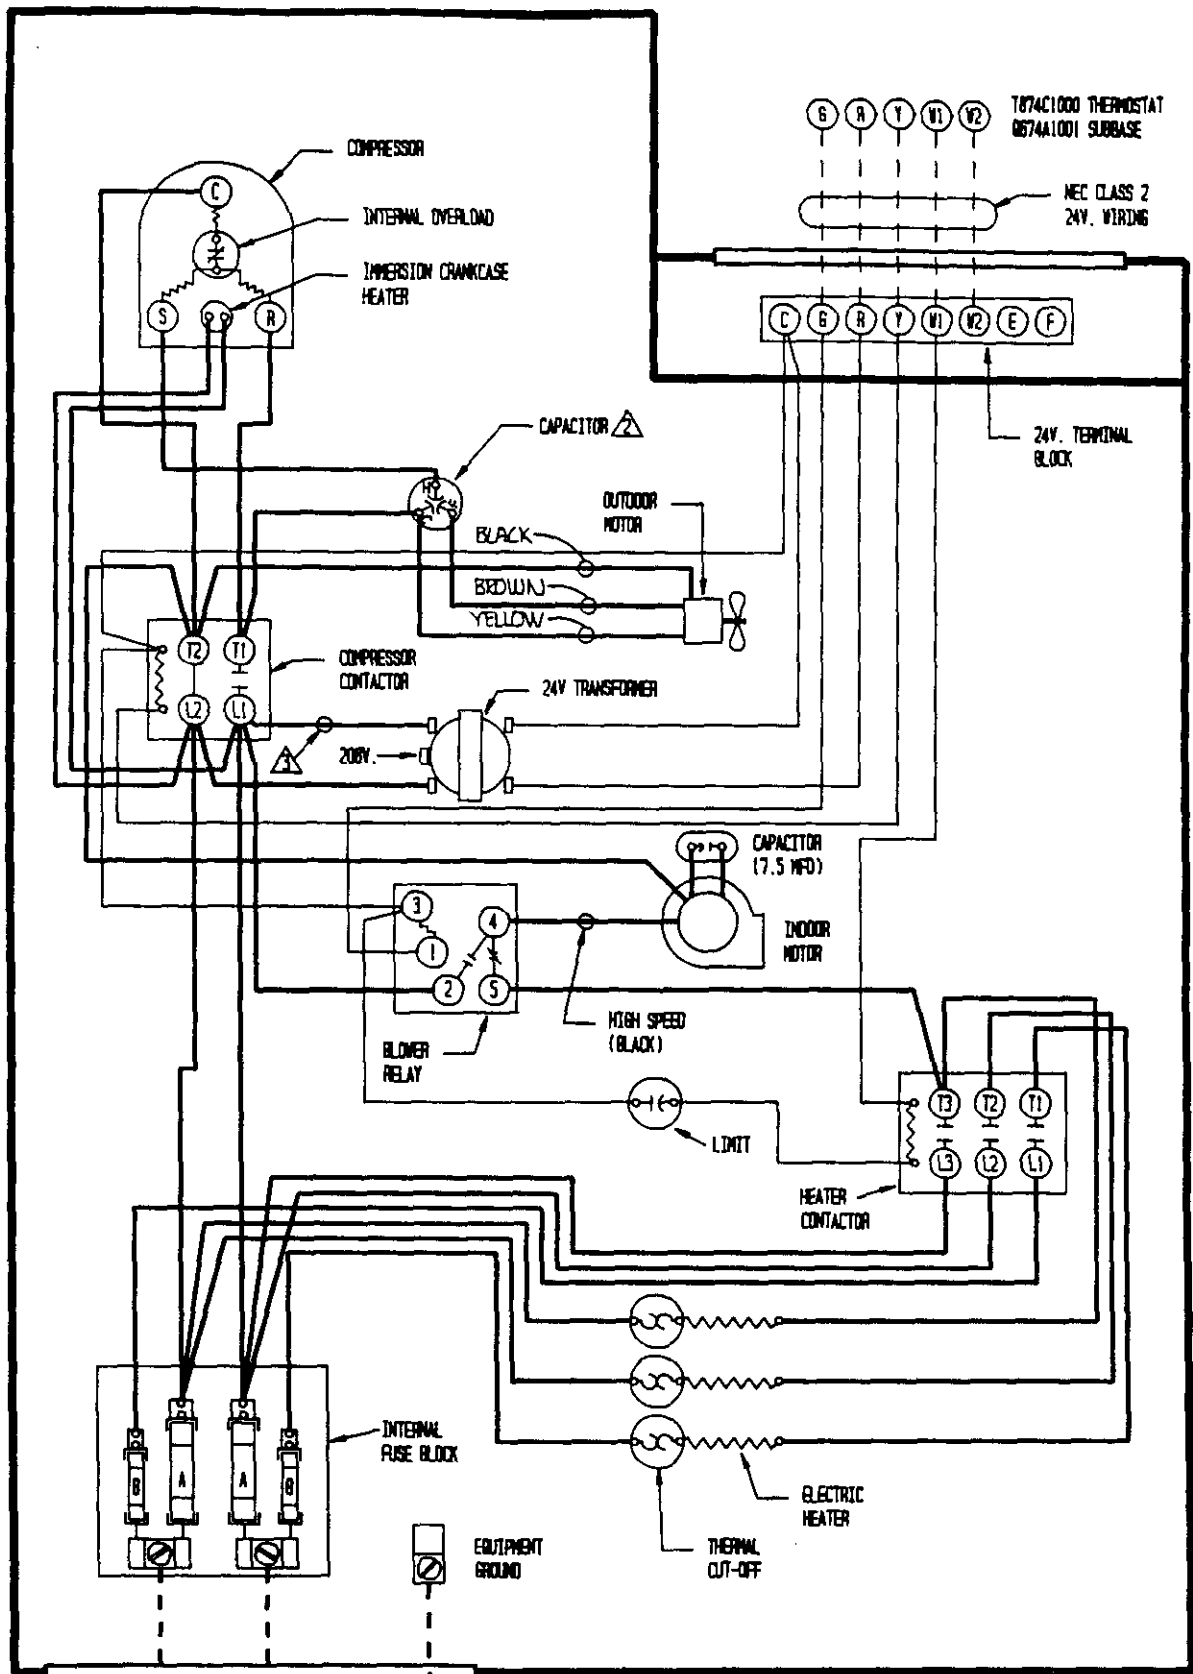 T874C1000 THERMOSTAT
Q674A1001 SUBBASE
G R Y W1 W2
COMPRESSOR
C
NEC CLASS 2
24V. WIRING
INTERNAL OVERLOAD
IMMERSION CRANKCASE
HEATER
S R
C G R Y W1 W2 E F
24V. TERMINAL
BLOCK
CAPACITOR 2
H
OUTDOOR
MOTOR
BLACK
BROWN
YELLOW
T2 T1
COMPRESSOR
CONTACTOR
L2 L1
24V TRANSFORMER
3
208V.
CAPACITOR
(7.5 MFD)
3
4
1
INDOOR
MOTOR
2 5
HIGH SPEED
(BLACK)
BLOWER
RELAY
T3 T2 T1
LIMIT
L3 L2 L1
HEATER
CONTACTOR
INTERNAL
FUSE BLOCK
B A A B
ELECTRIC
HEATER
EQUIPMENT
GROUND
THERMAL
CUT-OFF